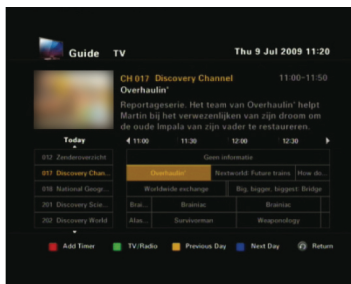 Guide TV Thu 9 Jul 2009 11:20
CH 017 Discovery Channel 11:00~11:50
Overhaulin'
Reportageserie. Het team van Overhaulin' helpt
Martin bij het verwezenlijken van zijn droom om
de oude Impala van zijn vader te restaureren.
Today 11:00 11:30 12:00 12:30
012 Zenderoverzicht Geen informatie
017 Discovery Chan... Overhaulin' Nextworld: Future trains How do...
018 National Geogr... Worldwide exchange Big, bigger, biggest: Bridge
201 Discovery Scie... Brai... Brainiac Brainiac
202 Discovery World Alas... Survivorman Weaponology
Add Timer TV/Radio Previous Day Next Day Return